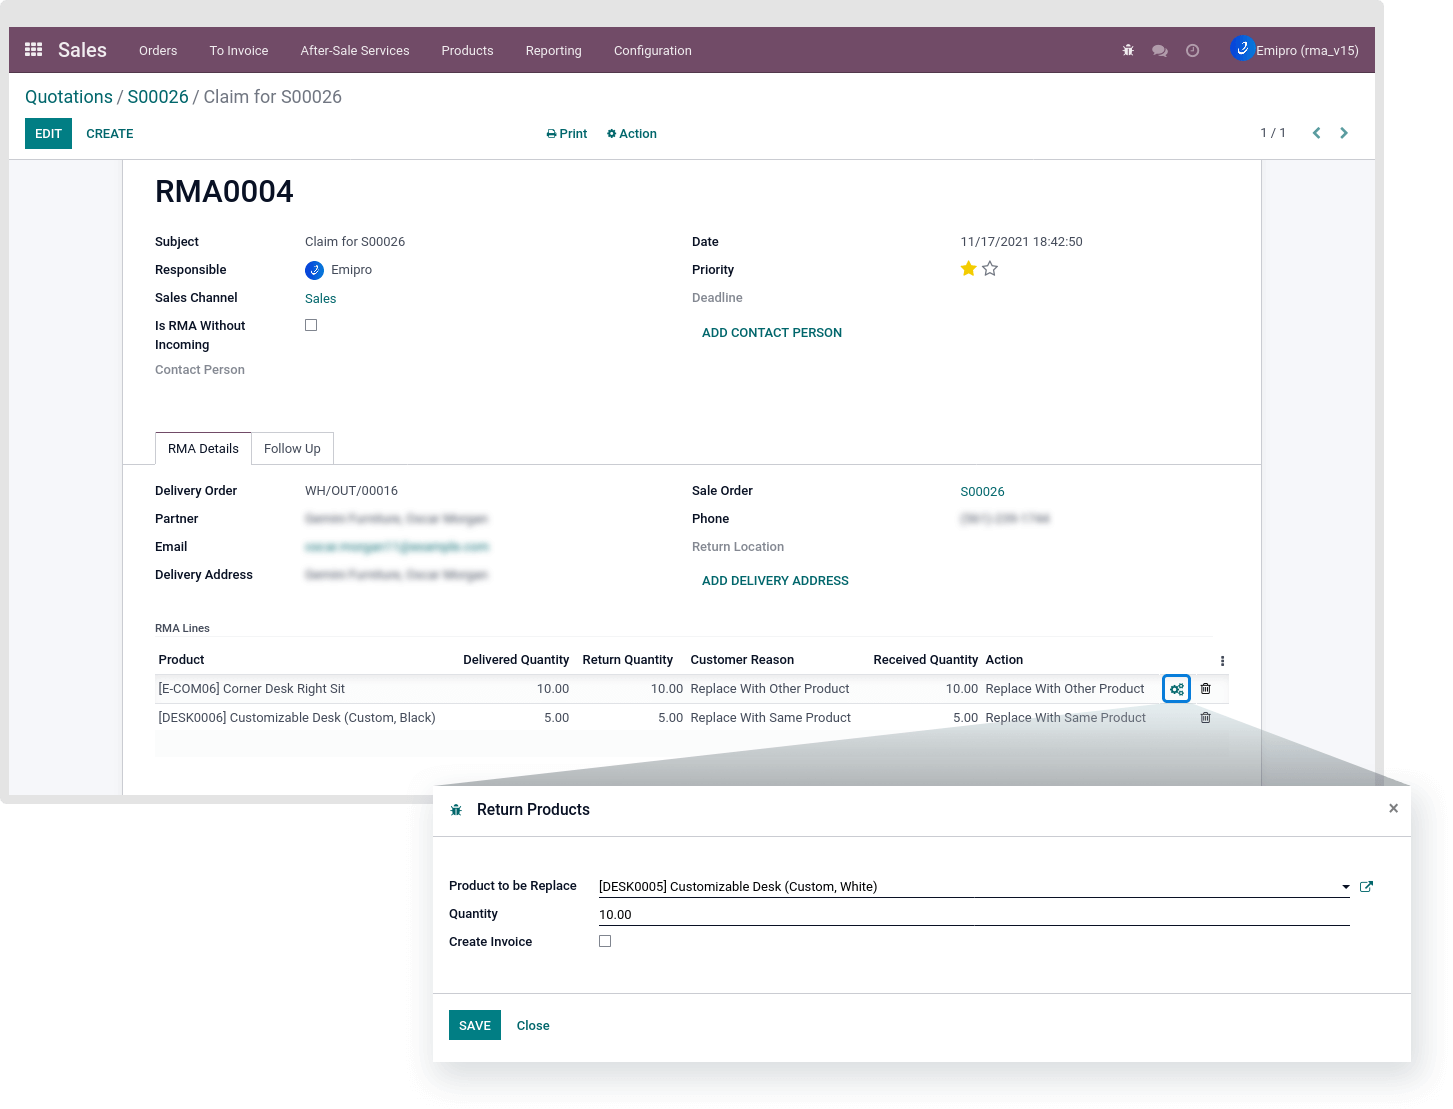 Sales Orders To Invoice After-Sale Services Products Reporting Configuration Emipro (rma_v15)
Quotations / S00026 / Claim for S00026
EDIT CREATE Print Action 1 / 1
RMA0004
Subject Claim for S00026 Date 11/17/2021 18:42:50
Responsible Emipro Priority
Sales Channel Sales Deadline
Is RMA Without
Incoming
ADD CONTACT PERSON
Contact Person
RMA Details Follow Up
Delivery Order WH/OUT/00016 Sale Order S00026
Partner Phone
Email Return Location
Delivery Address ADD DELIVERY ADDRESS
RMA Lines
Product Delivered Quantity Return Quantity Customer Reason Received Quantity Action
[E-COM06] Corner Desk Right Sit 10.00 10.00 Replace With Other Product 10.00 Replace With Other Product
[DESK0006] Customizable Desk (Custom, Black) 5.00 5.00 Replace With Same Product 5.00 Replace With Same Product
Return Products ×
Product to be Replace [DESK0005] Customizable Desk (Custom, White)
Quantity 10.00
Create Invoice
SAVE Close